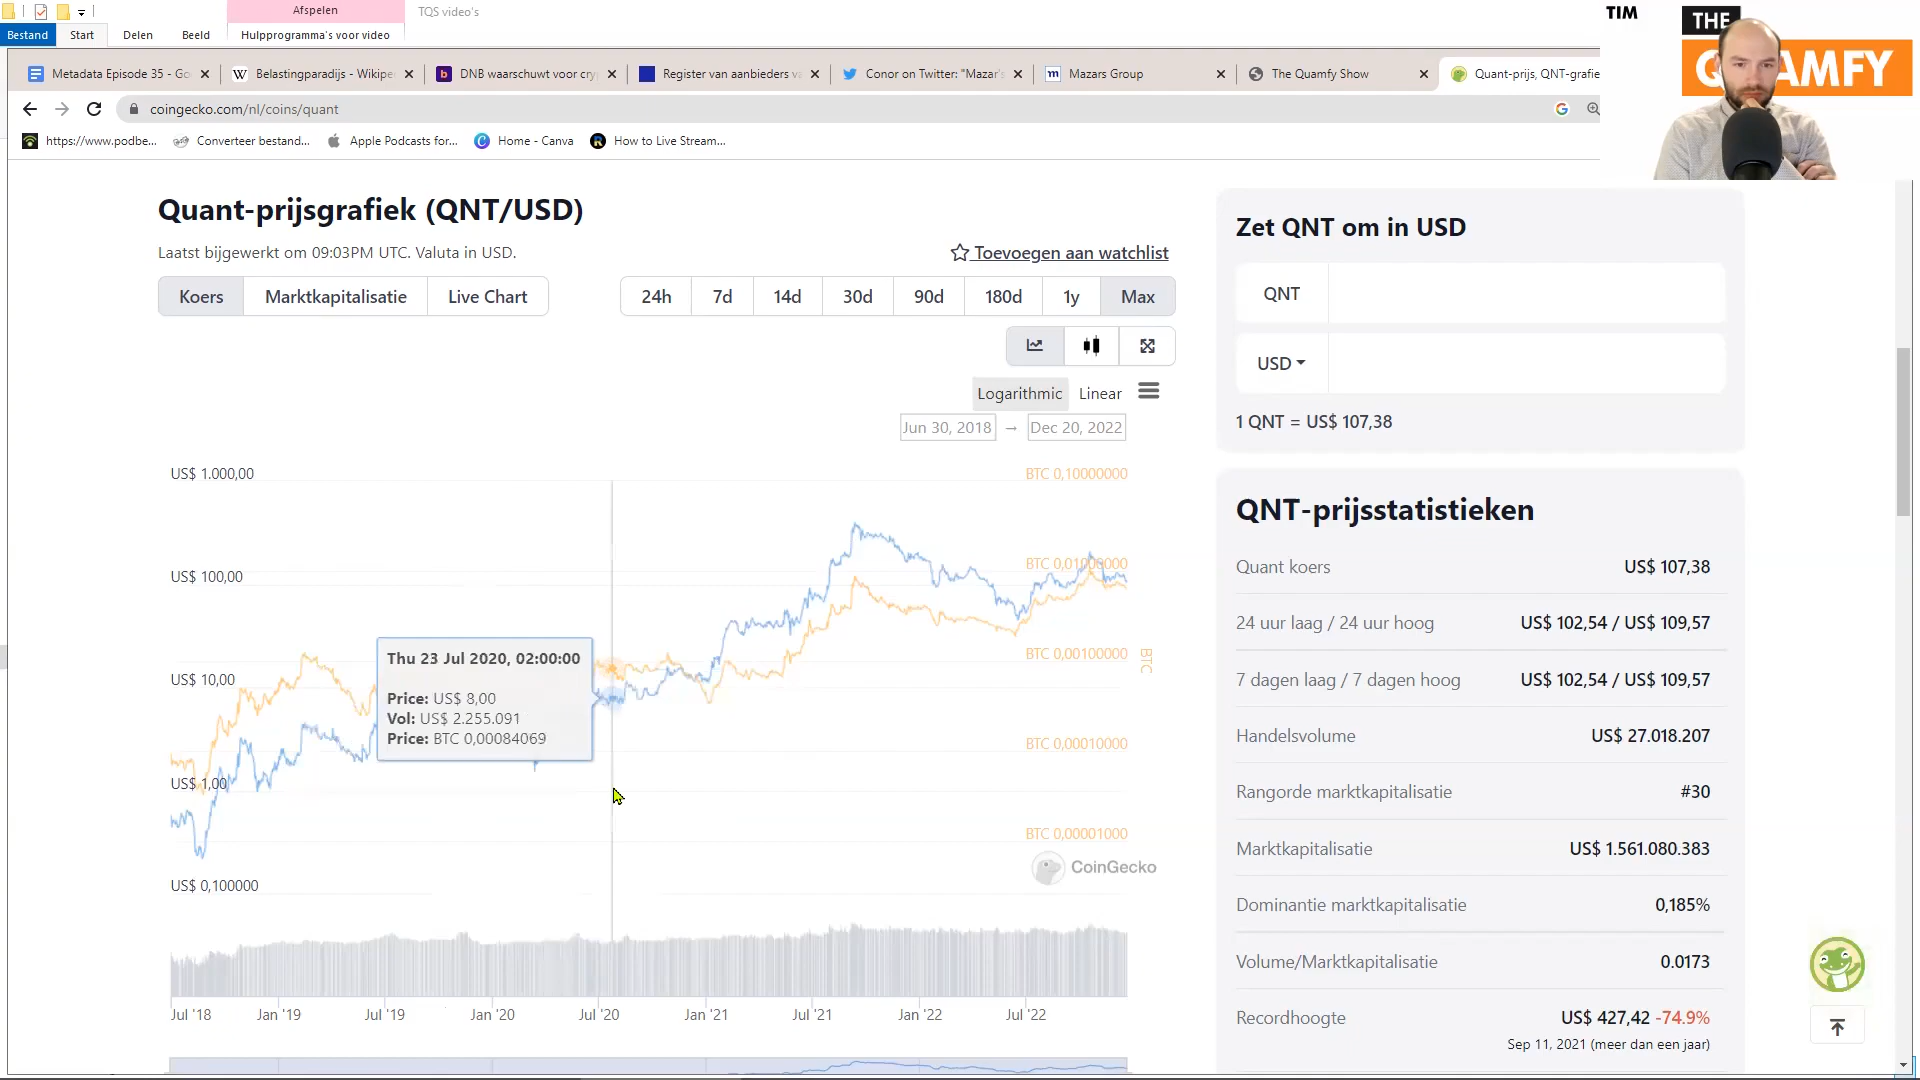 Afspelen
TQS video's
Bestand
Start
Delen
Beeld
Hulpprogramma's voor video
TIM
THE
Metadata Episode 35 - Go
Belastingparadijs - Wikipe
DNB waarschuwt voor cry
Register van aanbieders va
Conor on Twitter: "Mazar'
Mazars Group
The Quamfy Show
Quant-prijs, QNT-grafie
coingecko.com/nl/coins/quant
https://www.podbe...
Converteer bestand...
Apple Podcasts for...
Home - Canva
How to Live Stream...
Quant-prijsgrafiek (QNT/USD)
Laatst bijgewerkt om 09:03PM UTC. Valuta in USD.
Toevoegen aan watchlist
Koers
Marktkapitalisatie
Live Chart
24h
7d
14d
30d
90d
180d
1y
Max
Logarithmic
Linear
Jun 30, 2018 → Dec 20, 2022
US$ 1.000,00
US$ 100,00
US$ 10,00
US$ 1,00
US$ 0,100000
BTC 0,10000000
BTC 0,01000000
BTC 0,00100000
BTC 0,00010000
BTC 0,00001000
BTC
Thu 23 Jul 2020, 02:00:00
Price: US$ 8,00
Vol: US$ 2.255.091
Price: BTC 0,00084069
CoinGecko
Jul '18
Jan '19
Jul '19
Jan '20
Jul '20
Jan '21
Jul '21
Jan '22
Jul '22
Zet QNT om in USD
QNT
USD
1 QNT = US$ 107,38
QNT-prijsstatistieken
Quant koers
US$ 107,38
24 uur laag / 24 uur hoog
US$ 102,54 / US$ 109,57
7 dagen laag / 7 dagen hoog
US$ 102,54 / US$ 109,57
Handelsvolume
US$ 27.018.207
Rangorde marktkapitalisatie
#30
Marktkapitalisatie
US$ 1.561.080.383
Dominantie marktkapitalisatie
0,185%
Volume/Marktkapitalisatie
0.0173
Recordhoogte
US$ 427,42 -74.9%
Sep 11, 2021 (meer dan een jaar)